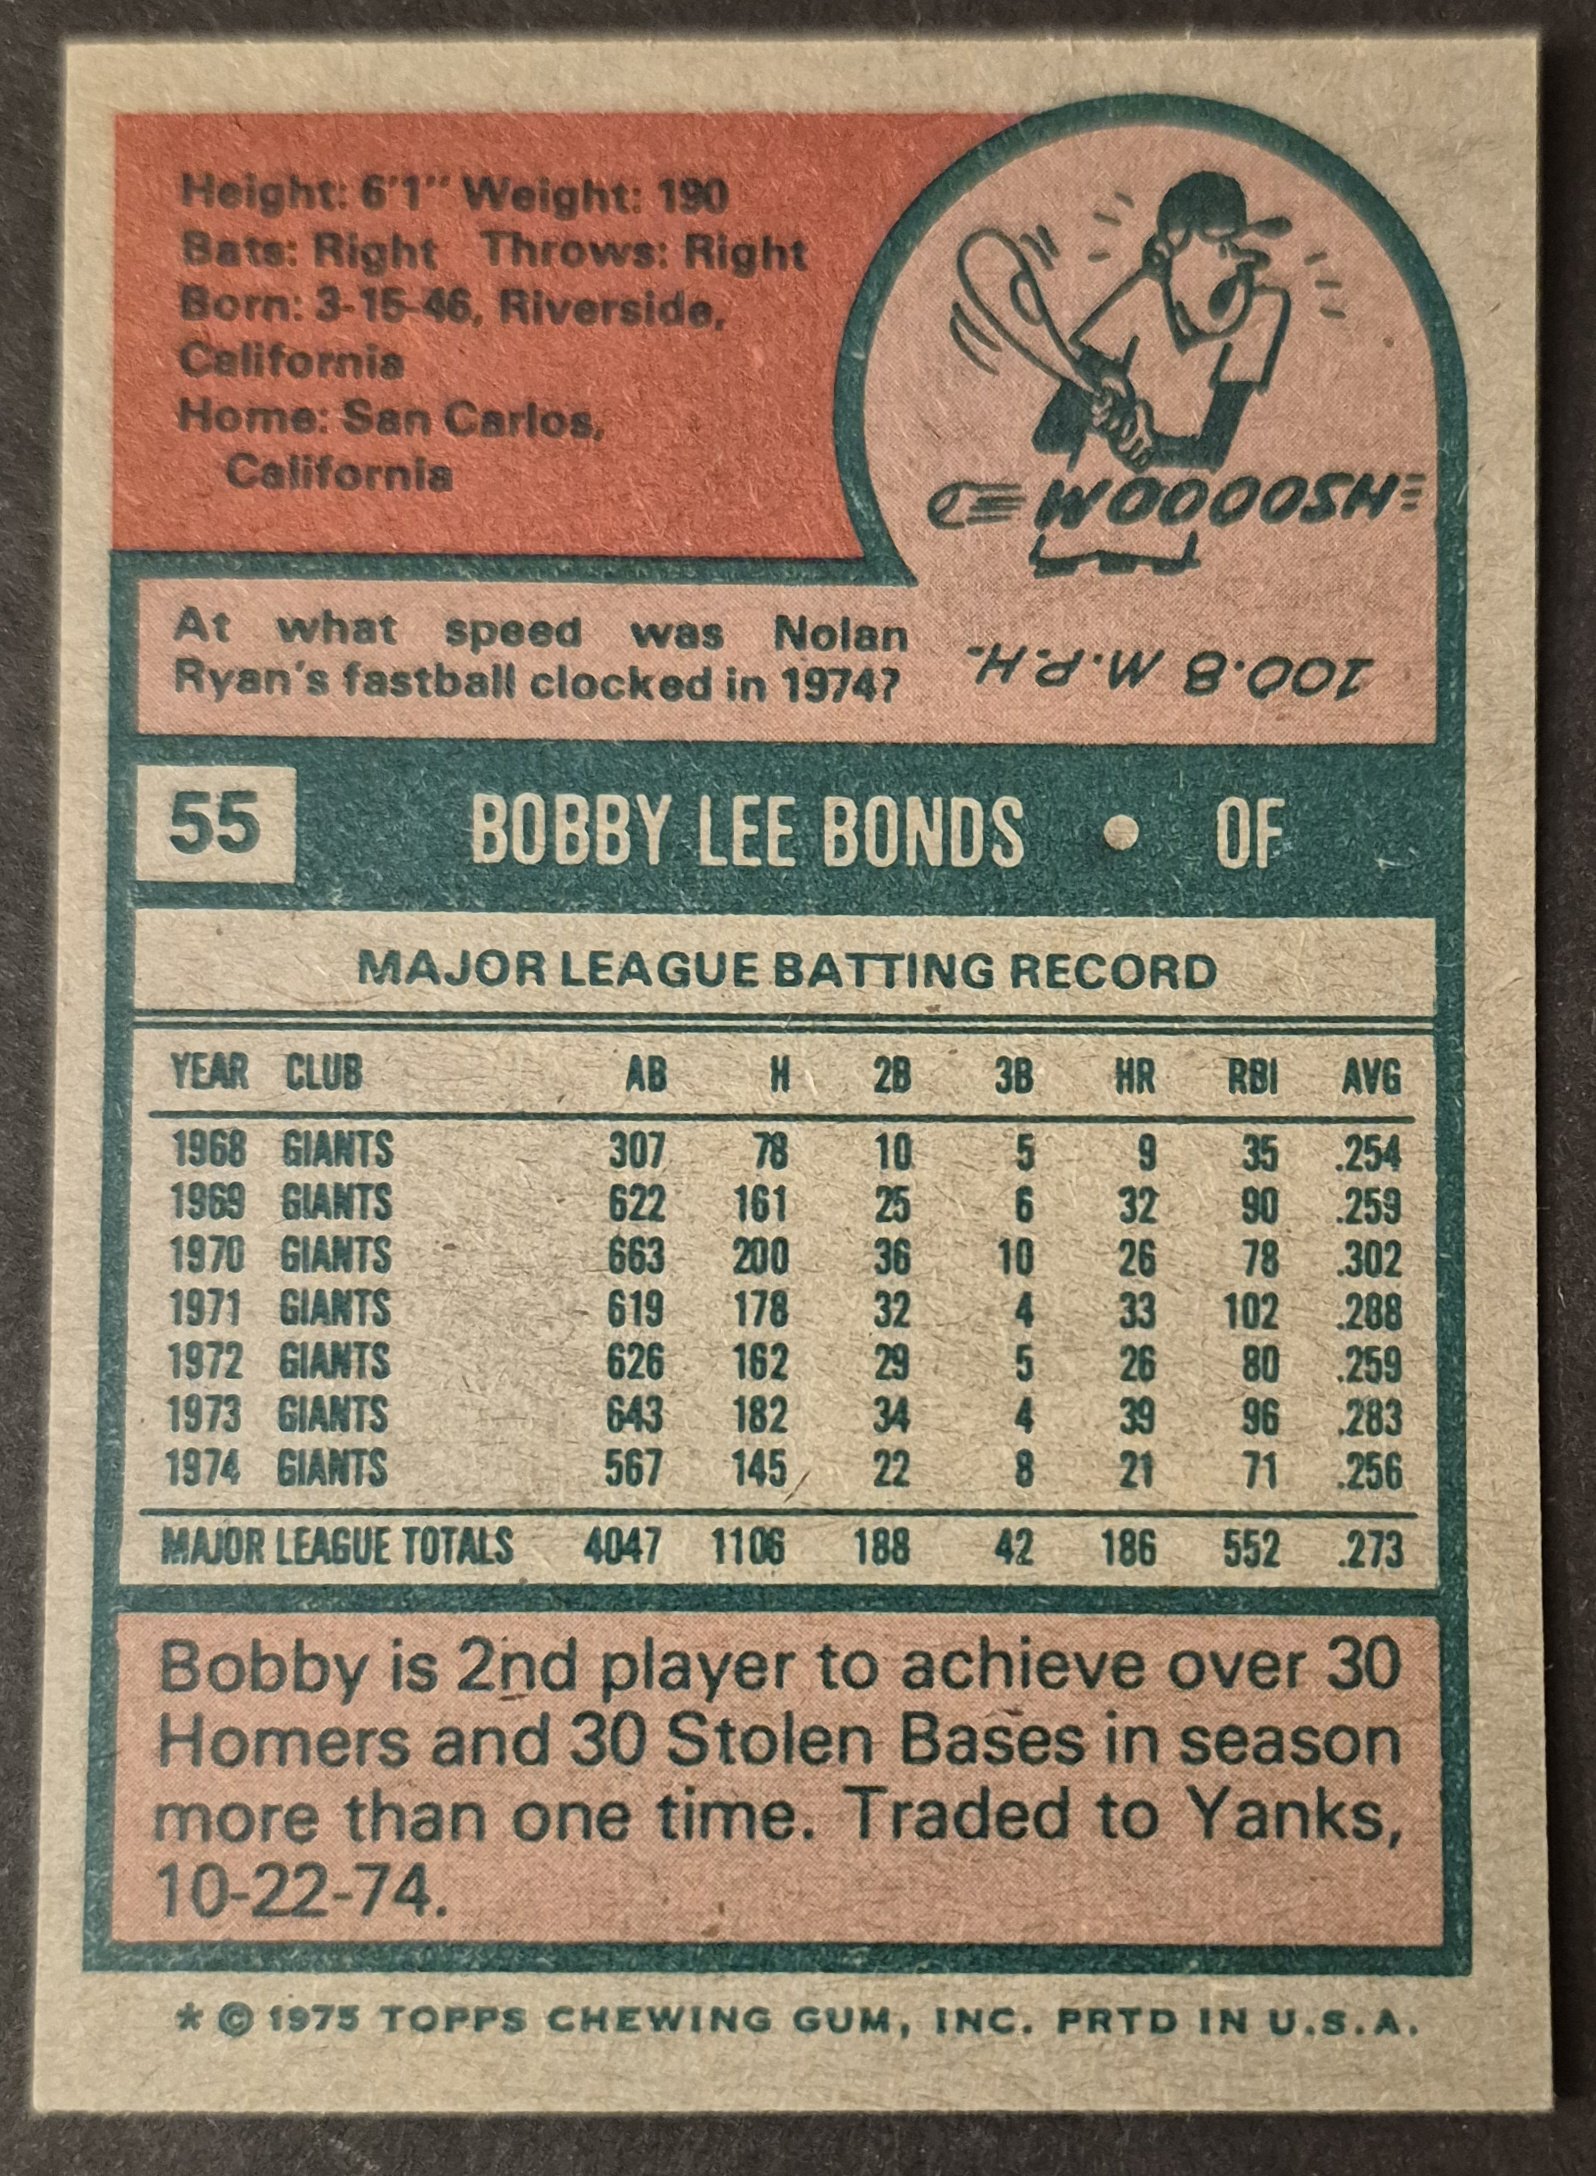 Height: 6'1" Weight: 190
Bats: Right Throws: Right
Born: 3-15-46, Riverside,
California
Home: San Carlos,
California
WOOOOOSH
At what speed was Nolan
Ryan's fastball clocked in 1974?
100.8 M.P.H.
55 BOBBY LEE BONDS • OF
MAJOR LEAGUE BATTING RECORD
YEAR CLUB AB H 2B 3B HR RBI AVG
1968 GIANTS 307 78 10 5 9 35 .254
1969 GIANTS 622 161 25 6 32 90 .259
1970 GIANTS 663 200 36 10 26 78 .302
1971 GIANTS 619 178 32 4 33 102 .288
1972 GIANTS 626 162 29 5 26 80 .259
1973 GIANTS 643 182 34 4 39 96 .283
1974 GIANTS 567 145 22 8 21 71 .256
MAJOR LEAGUE TOTALS 4047 1106 188 42 186 552 .273
Bobby is 2nd player to achieve over 30
Homers and 30 Stolen Bases in season
more than one time. Traded to Yanks,
10-22-74.
* © 1975 TOPPS CHEWING GUM, INC. PRTD IN U.S.A.